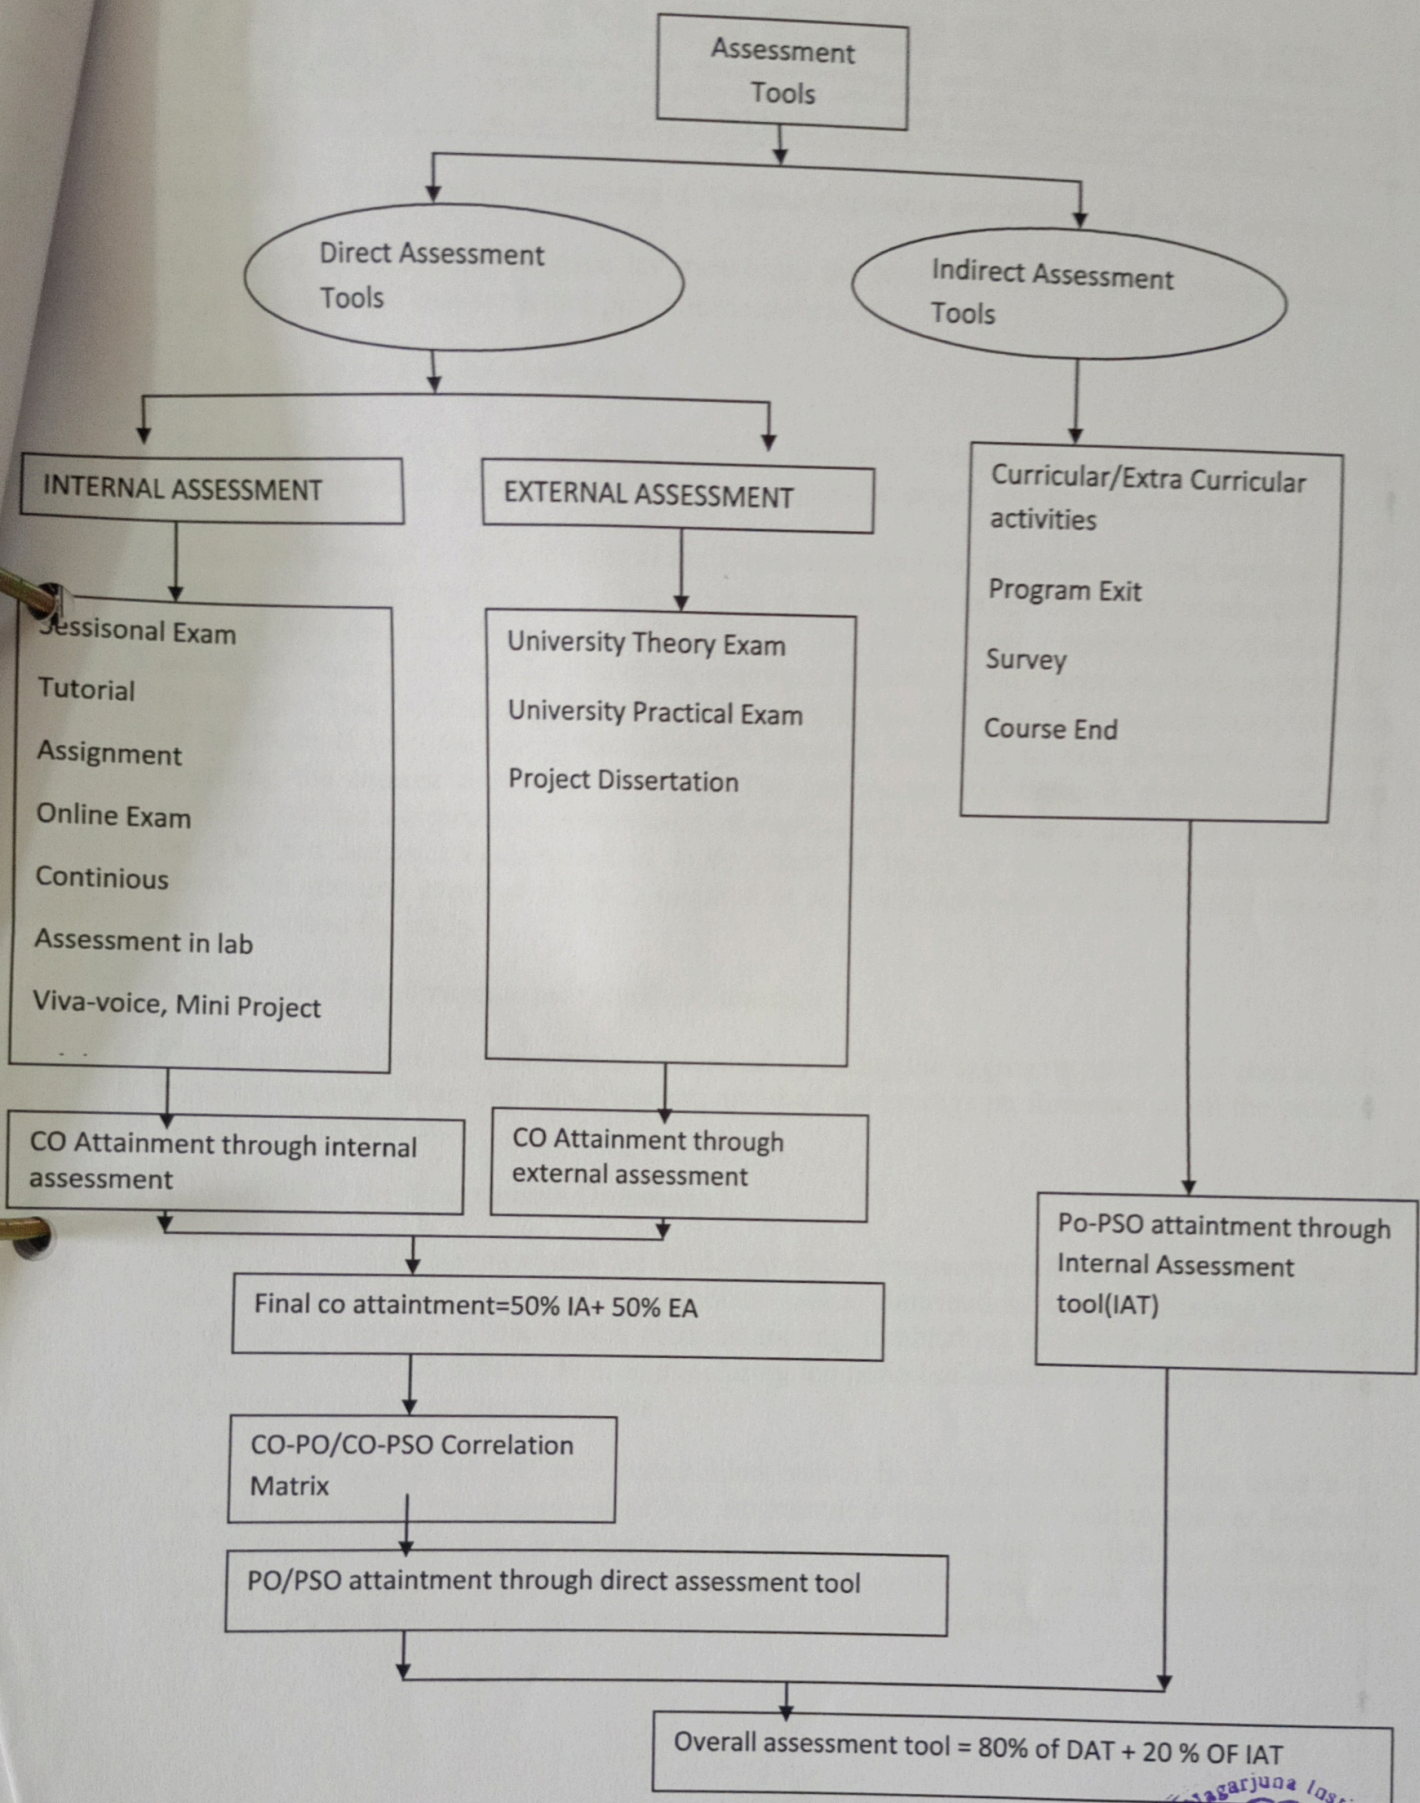 Assessment
Tools
Direct Assessment
Tools
Indirect Assessment
Tools
INTERNAL ASSESSMENT
EXTERNAL ASSESSMENT
Curricular/Extra Curricular
activities
Program Exit
Survey
Course End
Sessisonal Exam
Tutorial
Assignment
Online Exam
Continious
Assessment in lab
Viva-voice, Mini Project
University Theory Exam
University Practical Exam
Project Dissertation
CO Attainment through internal
assessment
CO Attainment through
external assessment
Po-PSO attaintment through
Internal Assessment
tool(IAT)
Final co attaintment=50% IA+ 50% EA
CO-PO/CO-PSO Correlation
Matrix
PO/PSO attaintment through direct assessment tool
Overall assessment tool = 80% of DAT + 20 % OF IAT
Nagarjuna